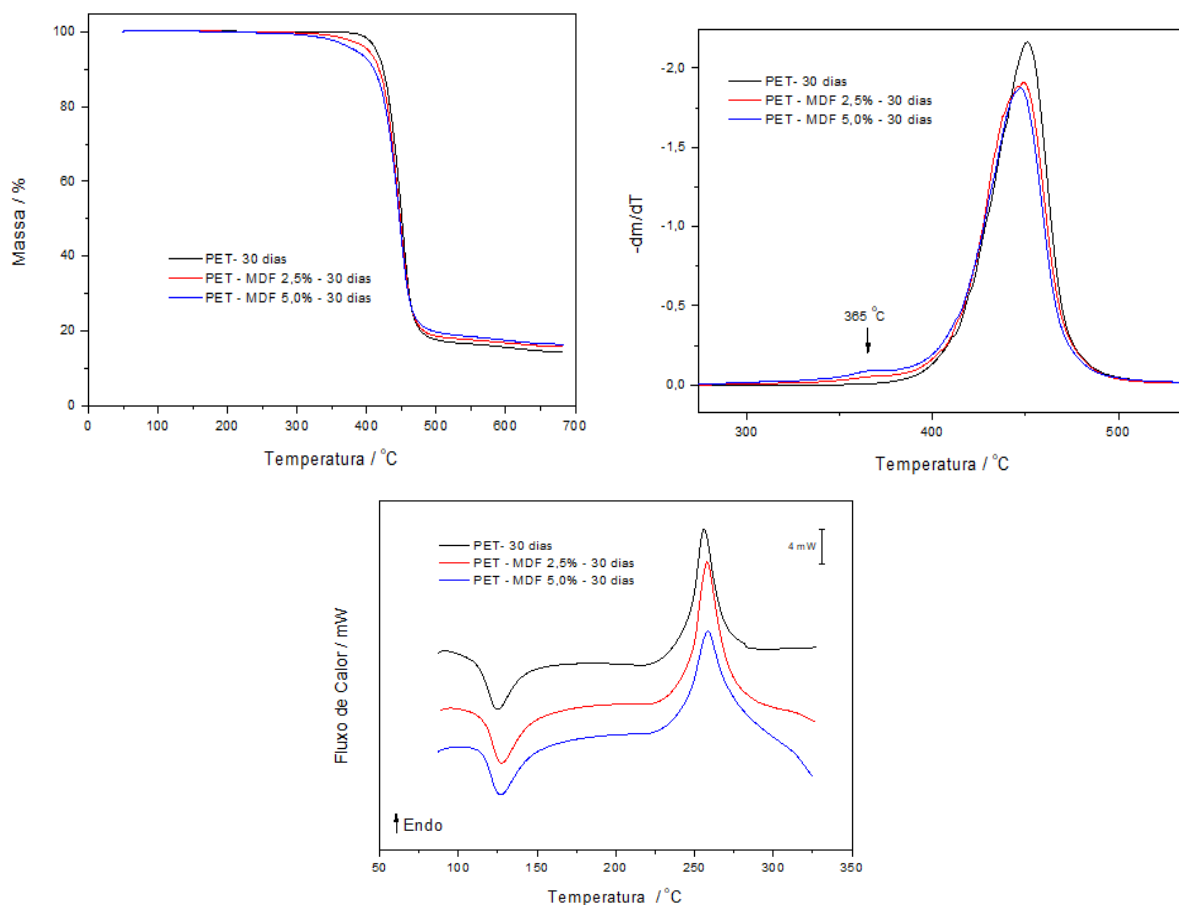 100
80
60
40
20
0
Massa / %
PET- 30 dias
PET - MDF 2,5% - 30 dias
PET - MDF 5,0% - 30 dias
0 100 200 300 400 500 600 700
Temperatura / °C
-2,0
-1,5
-1,0
-0,5
0,0
-dm/dT
PET- 30 dias
PET - MDF 2,5% - 30 dias
PET - MDF 5,0% - 30 dias
365 °C
300 400 500
Temperatura / °C
PET- 30 dias
PET - MDF 2,5% - 30 dias
PET - MDF 5,0% - 30 dias
4 mW
Fluxo de Calor / mW
Endo
50 100 150 200 250 300 350
Temperatura / °C